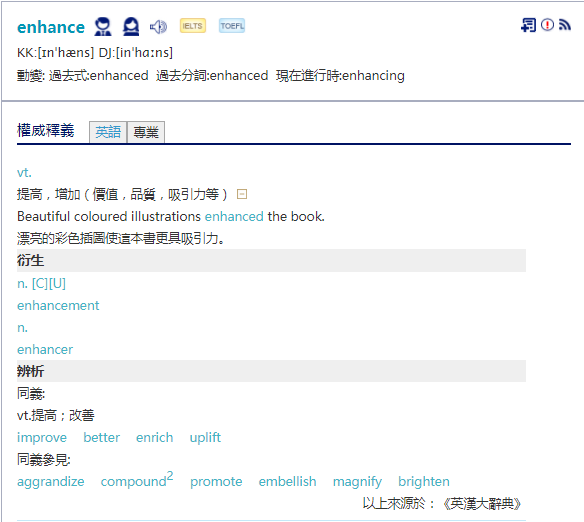 enhance IELTS TOEFL
KK:[ɪnˈhæns] DJ:[inˈhɑːns]
動變: 過去式:enhanced 過去分詞:enhanced 現在進行時:enhancing
權威釋義 英語 專業
vt.
提高，增加（價值，品質，吸引力等）
Beautiful coloured illustrations enhanced the book.
漂亮的彩色插圖使這本書更具吸引力。
衍生
n. [C][U]
enhancement
n.
enhancer
辨析
同義:
vt.提高；改善
improve better enrich uplift
同義參見:
aggrandize compound² promote embellish magnify brighten
以上來源於：《英漢大辭典》